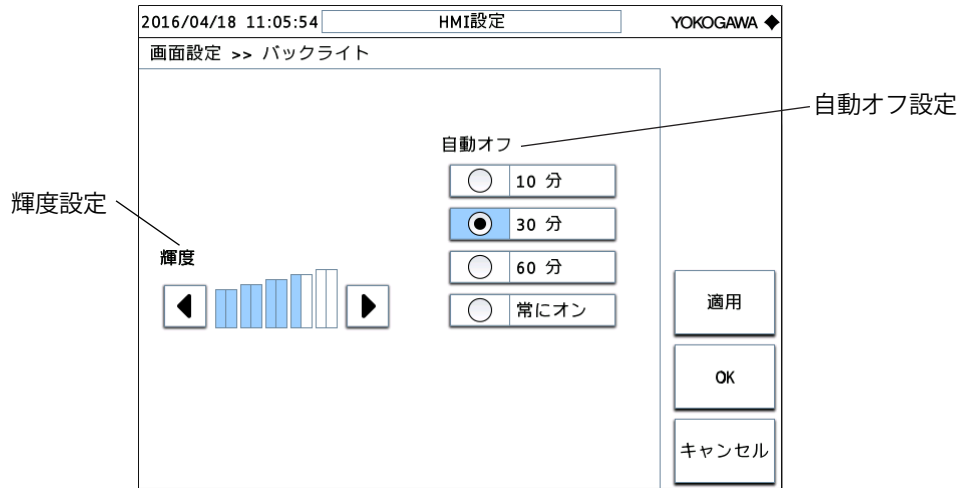 2016/04/18 11:05:54
HMI設定
YOKOGAWA
画面設定 >> バックライト
自動オフ設定
自動オフ
10 分
輝度設定
30 分
輝度
60 分
常にオン
適用
OK
キャンセル